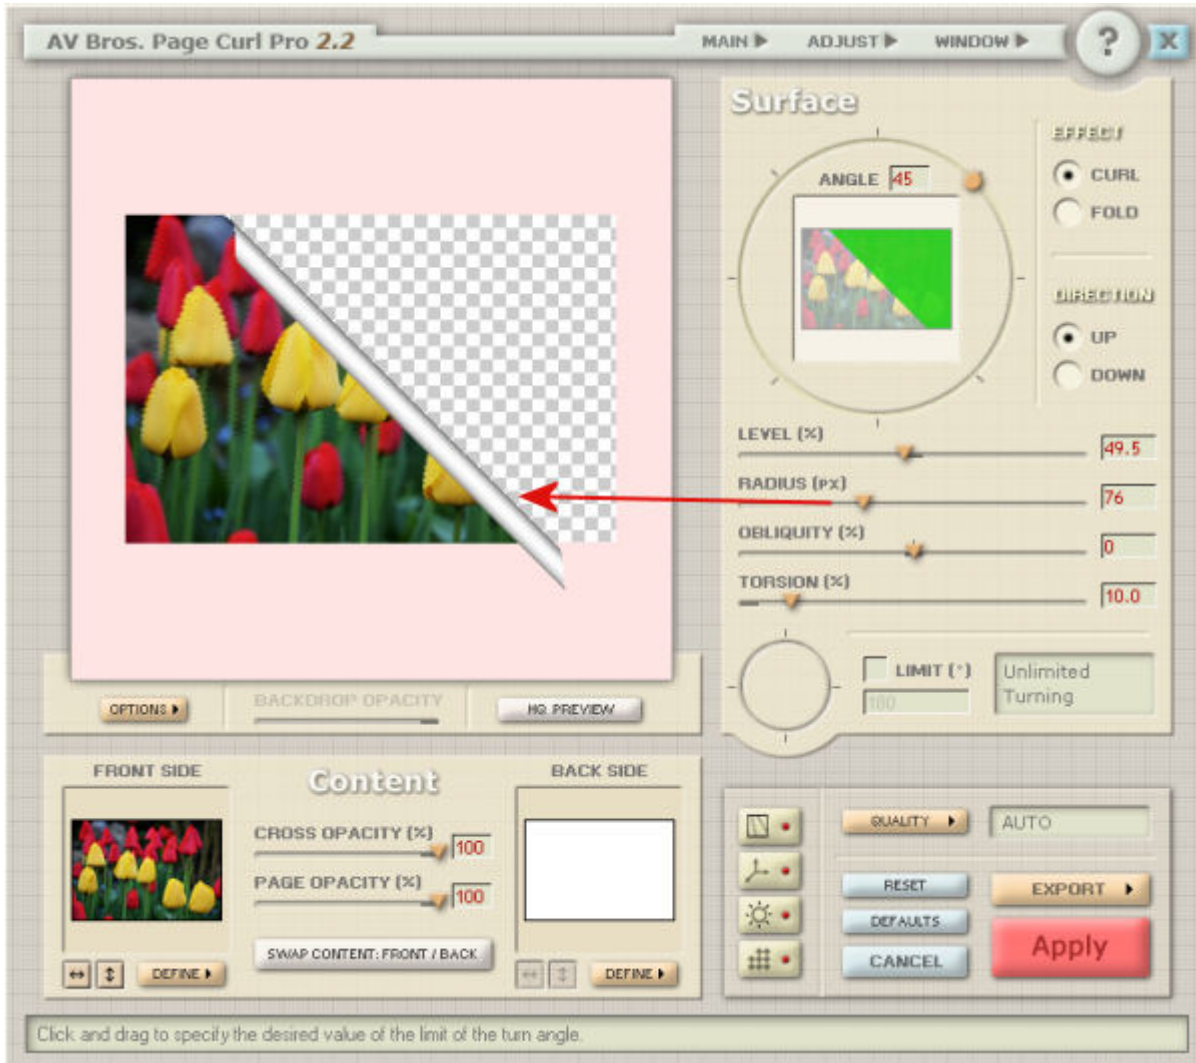 AV Bros. Page Curl Pro 2.2
MAIN ADJUST WINDOW ? X
Surface
ANGLE 45
EFFECT
CURL
FOLD
DIRECTION
UP
DOWN
LEVEL (%) 49.5
RADIUS (PX) 76
OBLIQUITY (%) 0
TORSION (%) 10.0
LIMIT (°)
180
Unlimited
Turning
OPTIONS BACKDROP OPACITY HQ PREVIEW
FRONT SIDE
Content
BACK SIDE
CROSS OPACITY (%) 100
PAGE OPACITY (%) 100
SWAP CONTENT: FRONT / BACK
DEFINE
DEFINE
QUALITY AUTO
RESET
EXPORT
DEFAULTS
CANCEL
Apply
Click and drag to specify the desired value of the limit of the turn angle.